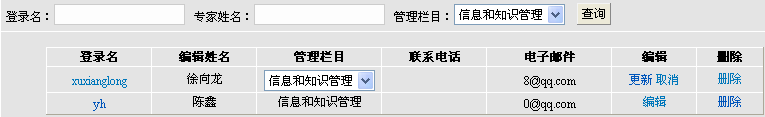 登录名： 专家姓名： 管理栏目：信息和知识管理 查询
登录名 编辑姓名 管理栏目 联系电话 电子邮件 编辑 删除
xuxianglong 徐向龙 信息和知识管理 8@qq.com 更新 取消 删除
yh 陈鑫 信息和知识管理 0@qq.com 编辑 删除